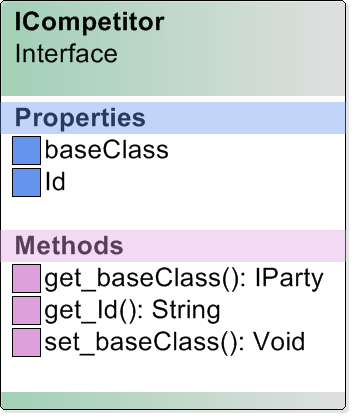 ICompetitor
Interface
Properties
baseClass
Id
Methods
get_baseClass(): IParty
get_Id(): String
set_baseClass(): Void